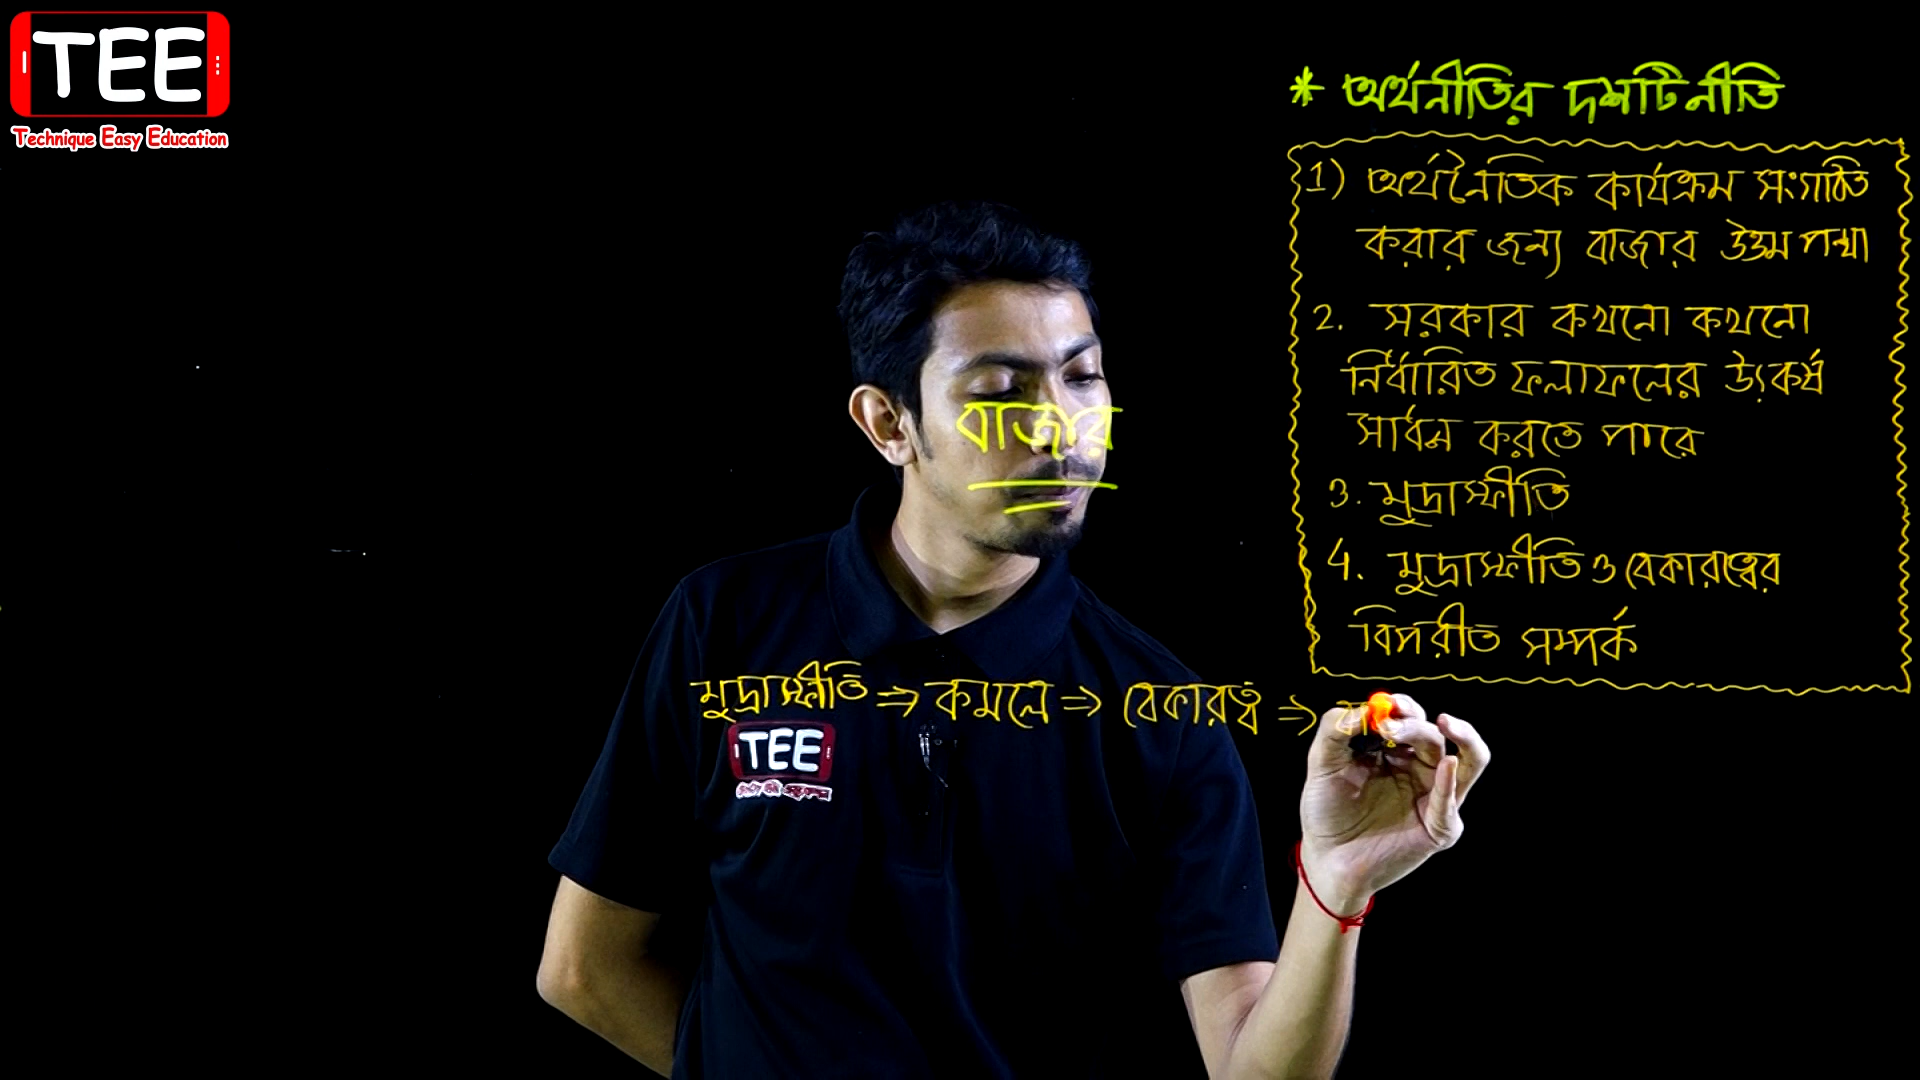 TEE
Technique Easy Education
* অর্থনীতির দশটি নীতি
1) অর্থনৈতিক কার্যক্রম সংগঠিত
করার জন্য বাজার উত্তম পন্থা
2. সরকার কখনো কখনো
নির্ধারিত ফলাফলের উৎকর্ষ
সাধন করতে পারে
3. মুদ্রাস্ফীতি
4. মুদ্রাস্ফীতি ও বেকারত্বের
বিপরীত সম্পর্ক
বাজার
মুদ্রাস্ফীতি ⇒ কমলে ⇒ বেকারত্ব ⇒
TEE